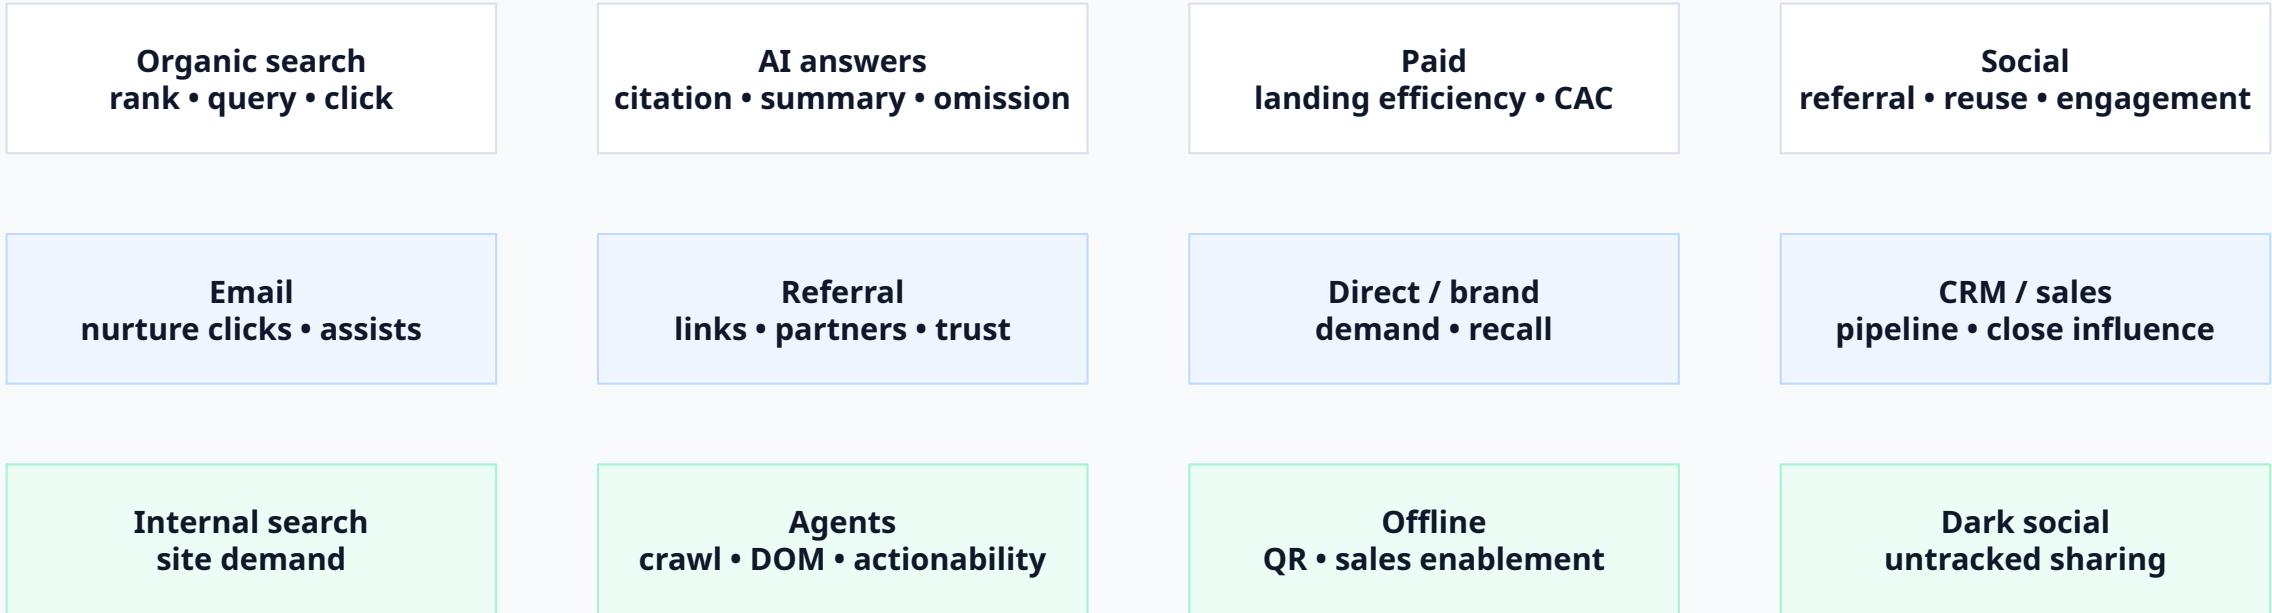 Organic search
rank • query • click
AI answers
citation • summary • omission
Paid
landing efficiency • CAC
Social
referral • reuse • engagement
Email
nurture clicks • assists
Referral
links • partners • trust
Direct / brand
demand • recall
CRM / sales
pipeline • close influence
Internal search
site demand
Agents
crawl • DOM • actionability
Offline
QR • sales enablement
Dark social
untracked sharing